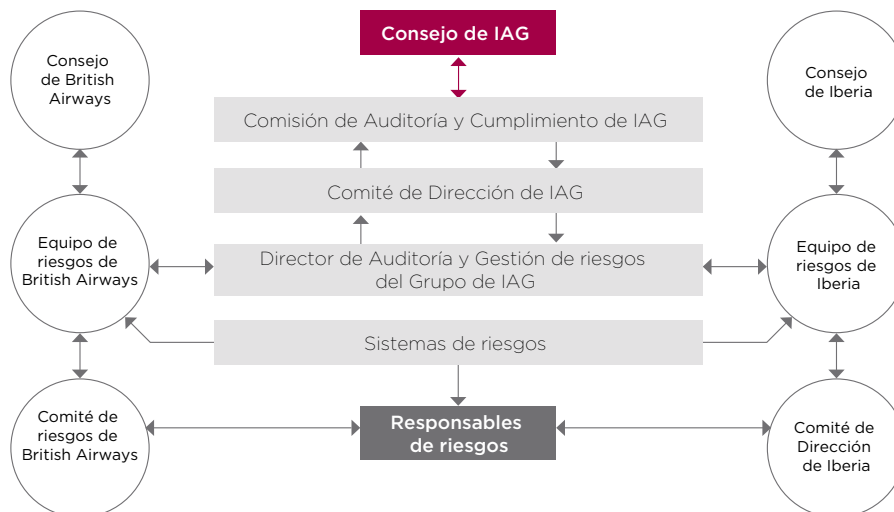 Consejo de IAG
Consejo
de British
Airways
Consejo
de Iberia
Comisión de Auditoría y Cumplimiento de IAG
Comité de Dirección de IAG
Equipo de
riesgos de
British Airways
Director de Auditoría y Gestión de riesgos
del Grupo de IAG
Equipo de
riesgos de
Iberia
Sistemas de riesgos
Comité de
riesgos de
British Airways
Responsables
de riesgos
Comité de
Dirección
de Iberia